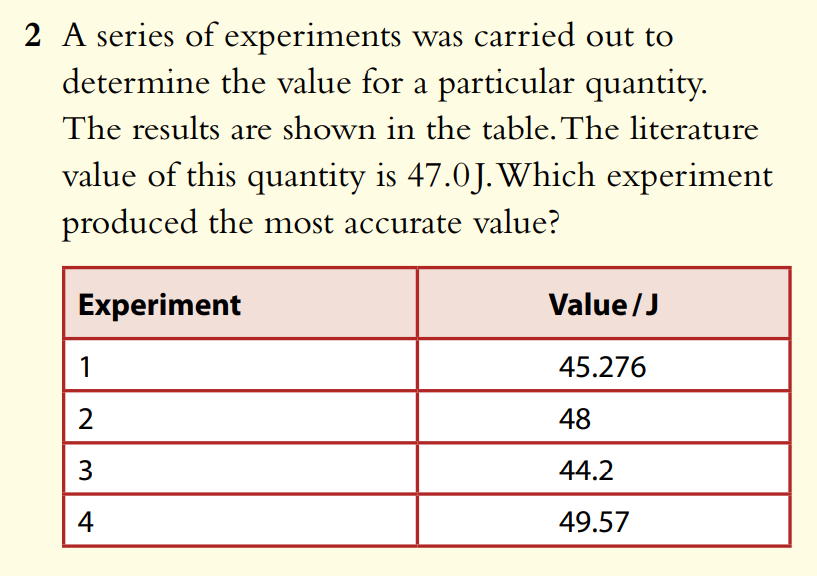 2 A series of experiments was carried out to
determine the value for a particular quantity.
The results are shown in the table. The literature
value of this quantity is 47.0 J. Which experiment
produced the most accurate value?
Experiment Value / J
1 45.276
2 48
3 44.2
4 49.57